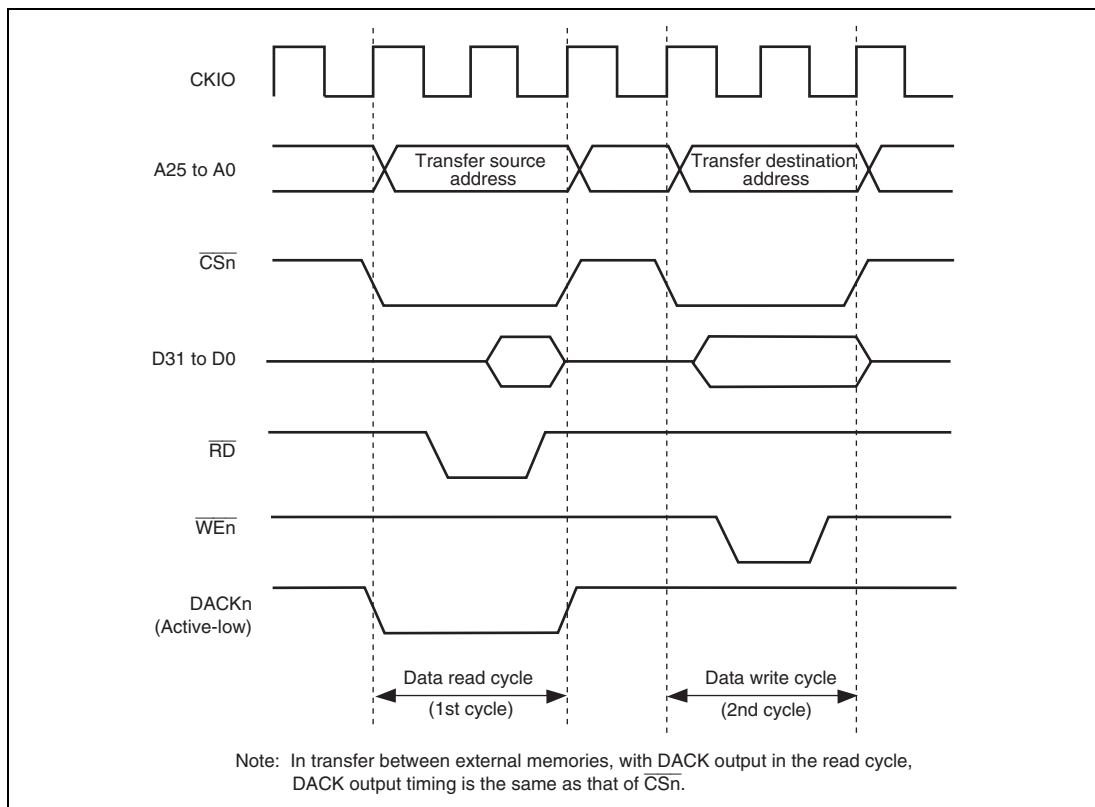 CKIO
A25 to A0
Transfer source
address
Transfer destination
address
CSn
D31 to D0
RD
WEn
DACKn
(Active-low)
Data read cycle
(1st cycle)
Data write cycle
(2nd cycle)
Note: In transfer between external memories, with DACK output in the read cycle,
DACK output timing is the same as that of CSn.